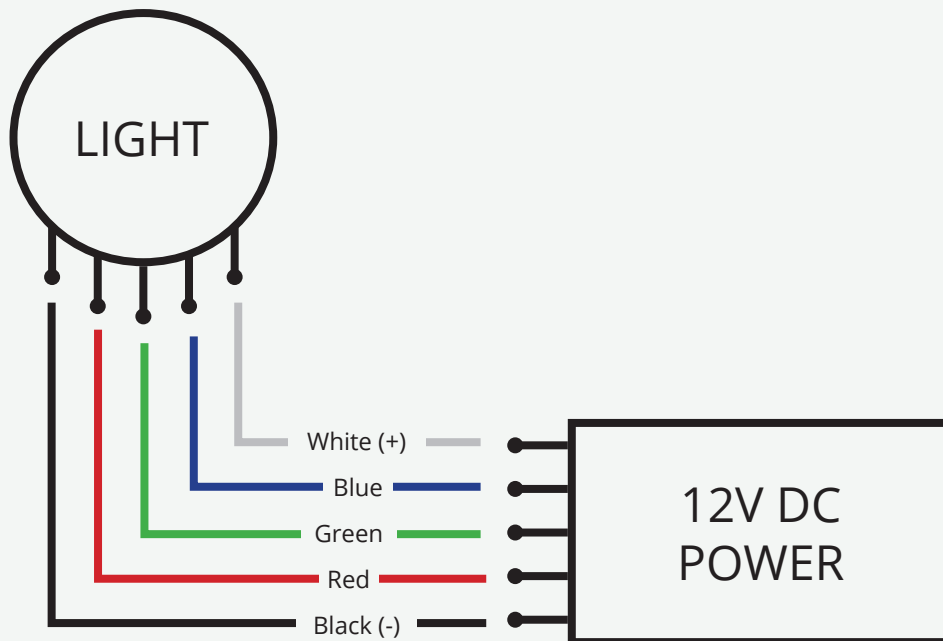 LIGHT
White (+)
Blue
Green
Red
Black (-)
12V DC
POWER